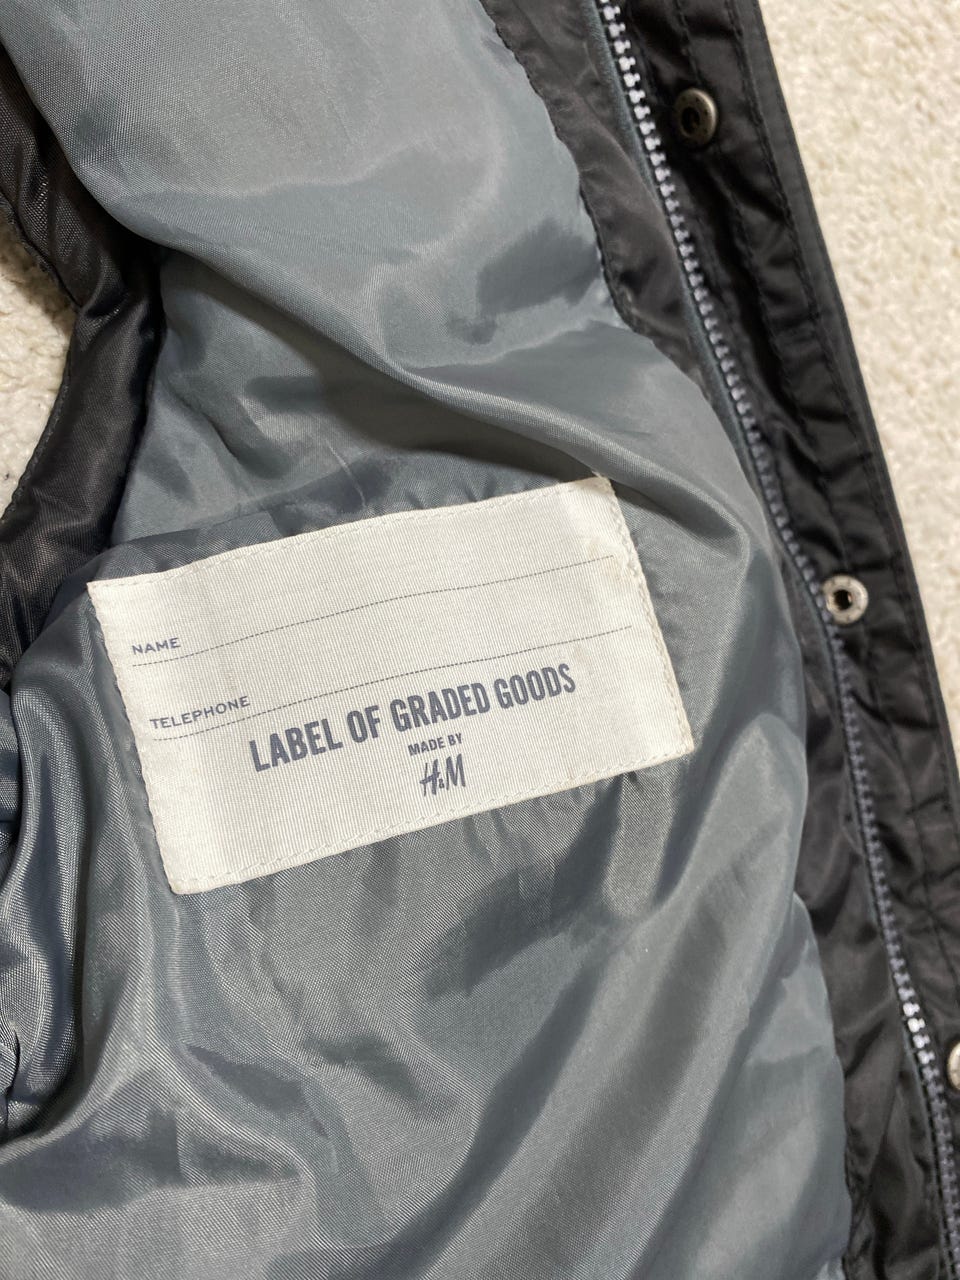 NAME
TELEPHONE
LABEL OF GRADED GOODS
MADE BY
H&M